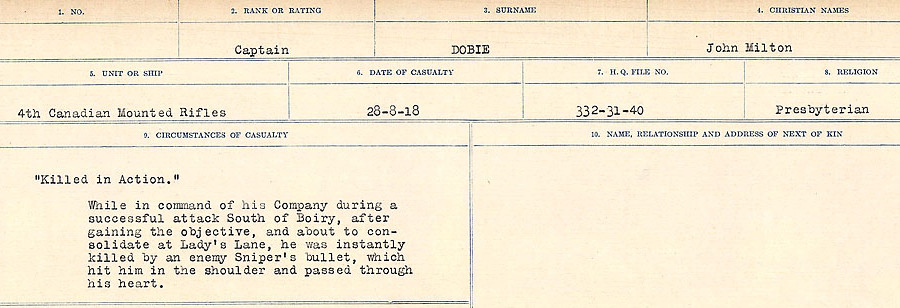 1. NO. 2. RANK OR RATING 3. SURNAME 4. CHRISTIAN NAMES
Captain DOBIE John Milton
5. UNIT OR SHIP 6. DATE OF CASUALTY 7. H. Q. FILE NO. 8. RELIGION
4th Canadian Mounted Rifles 28-8-18 332-31-40 Presbyterian
9. CIRCUMSTANCES OF CASUALTY 10. NAME, RELATIONSHIP AND ADDRESS OF NEXT OF KIN
"Killed in Action."
While in command of his Company during a
successful attack South of Boiry, after
gaining the objective, and about to con-
solidate at Lady's Lane, he was instantly
killed by an enemy Sniper's bullet, which
hit him in the shoulder and passed through
his heart.